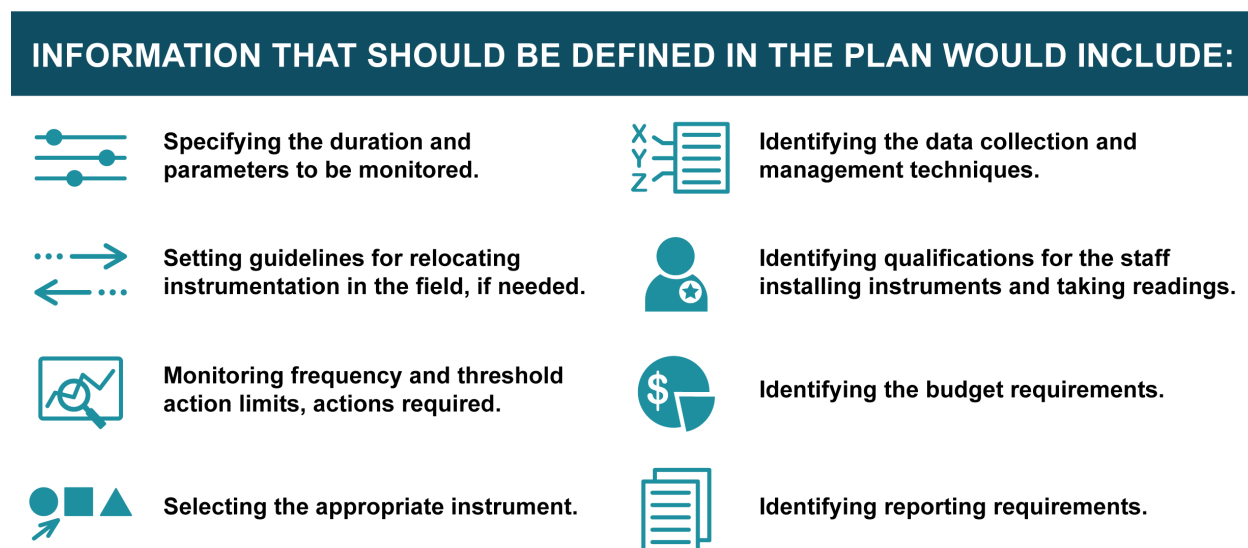 INFORMATION THAT SHOULD BE DEFINED IN THE PLAN WOULD INCLUDE:
Specifying the duration and
parameters to be monitored.
Setting guidelines for relocating
instrumentation in the field, if needed.
Monitoring frequency and threshold
action limits, actions required.
Selecting the appropriate instrument.
X
Y
Z
Identifying the data collection and
management techniques.
Identifying qualifications for the staff
installing instruments and taking readings.
$
Identifying the budget requirements.
Identifying reporting requirements.